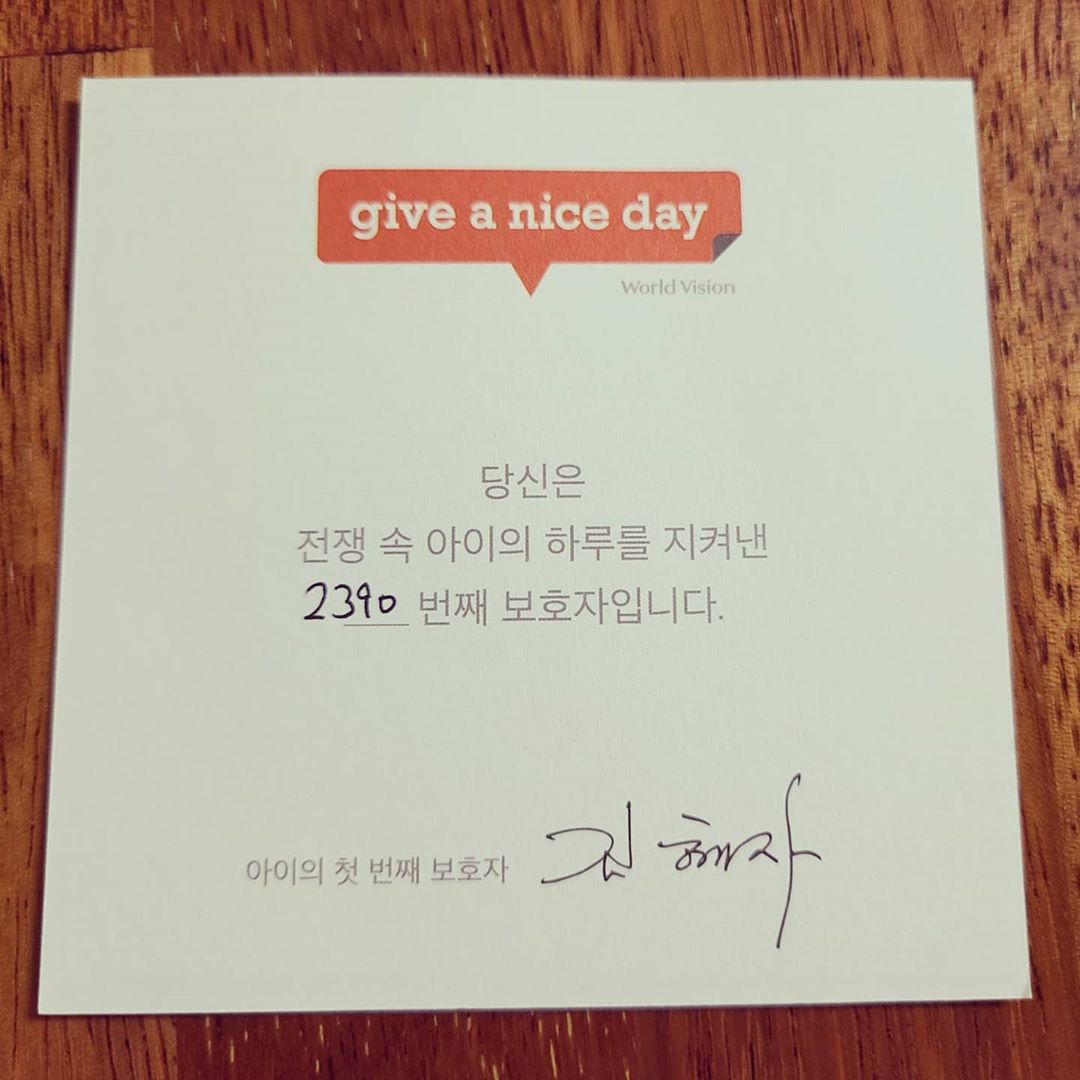 give a nice day
World Vision
당신은
전쟁 속 아이의 하루를 지켜낸
2390 번째 보호자입니다.
아이의 첫 번째 보호자 김혜자